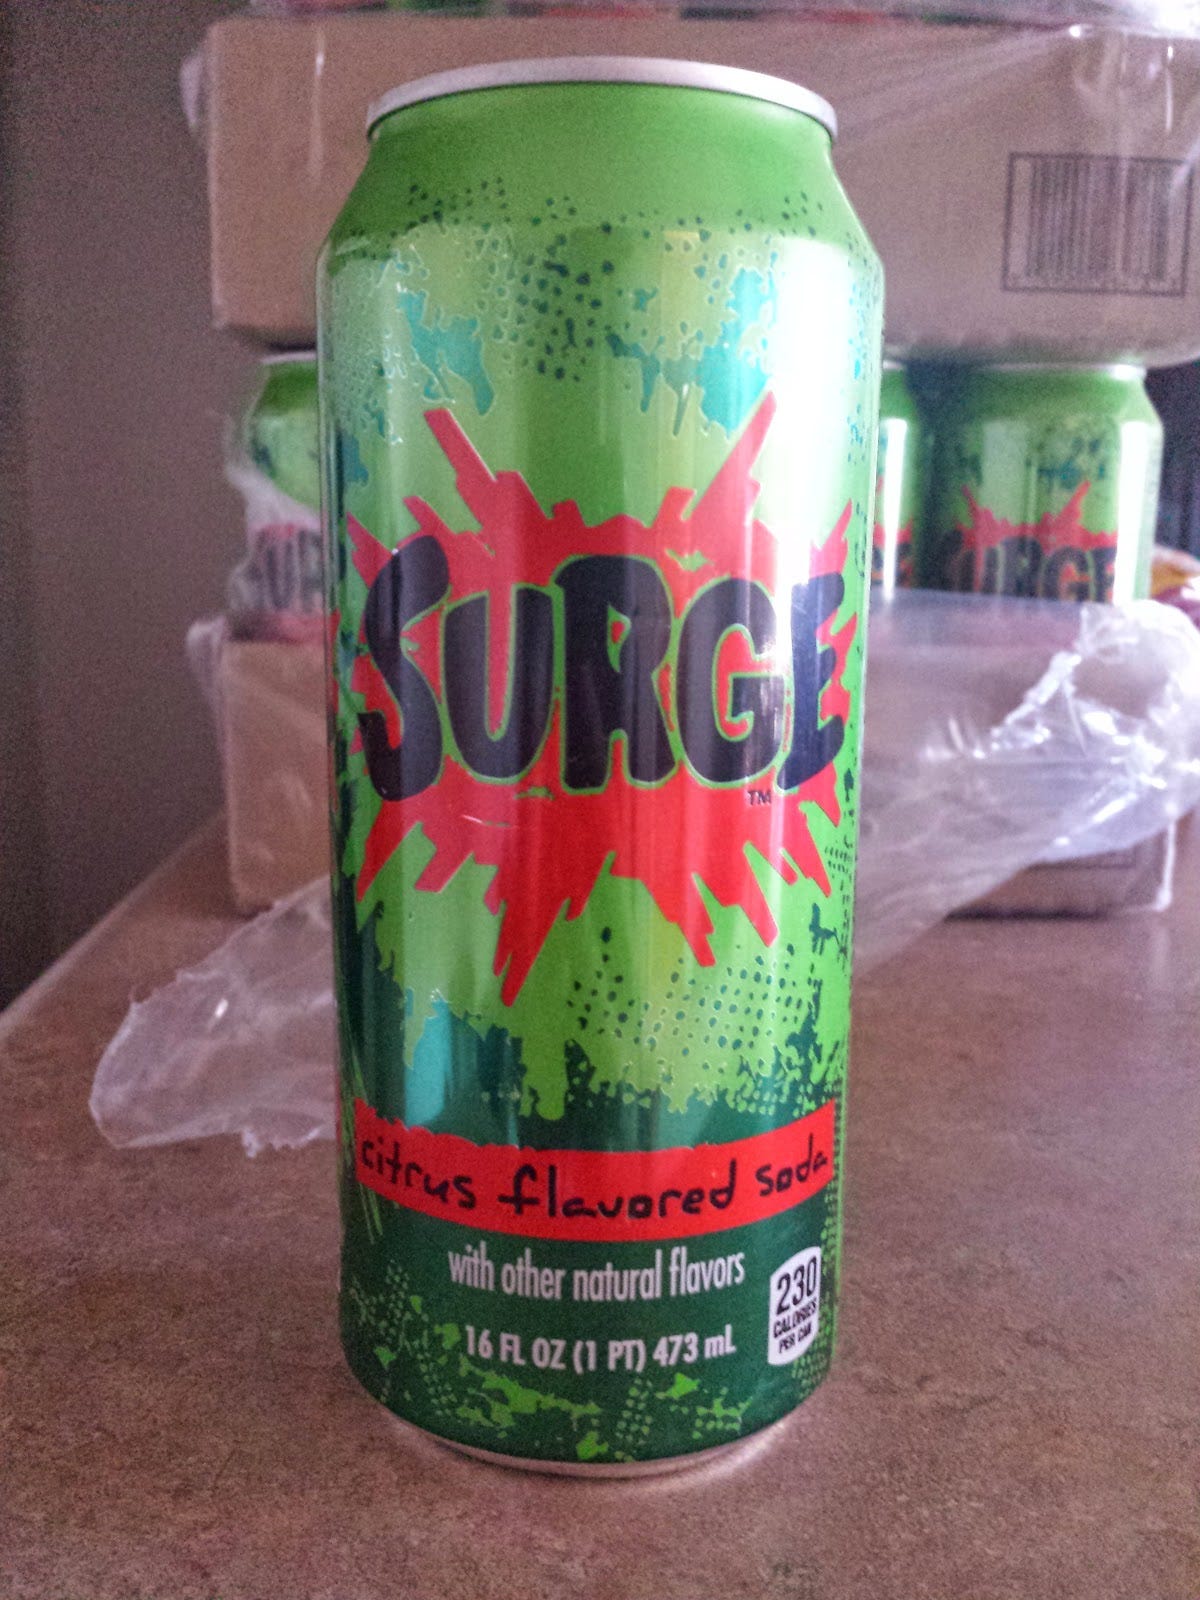 SURGE
TM
citrus flavored soda
with other natural flavors
16 FL OZ (1 PT) 473 mL
230
CALORIES
PER CAN
SURGE